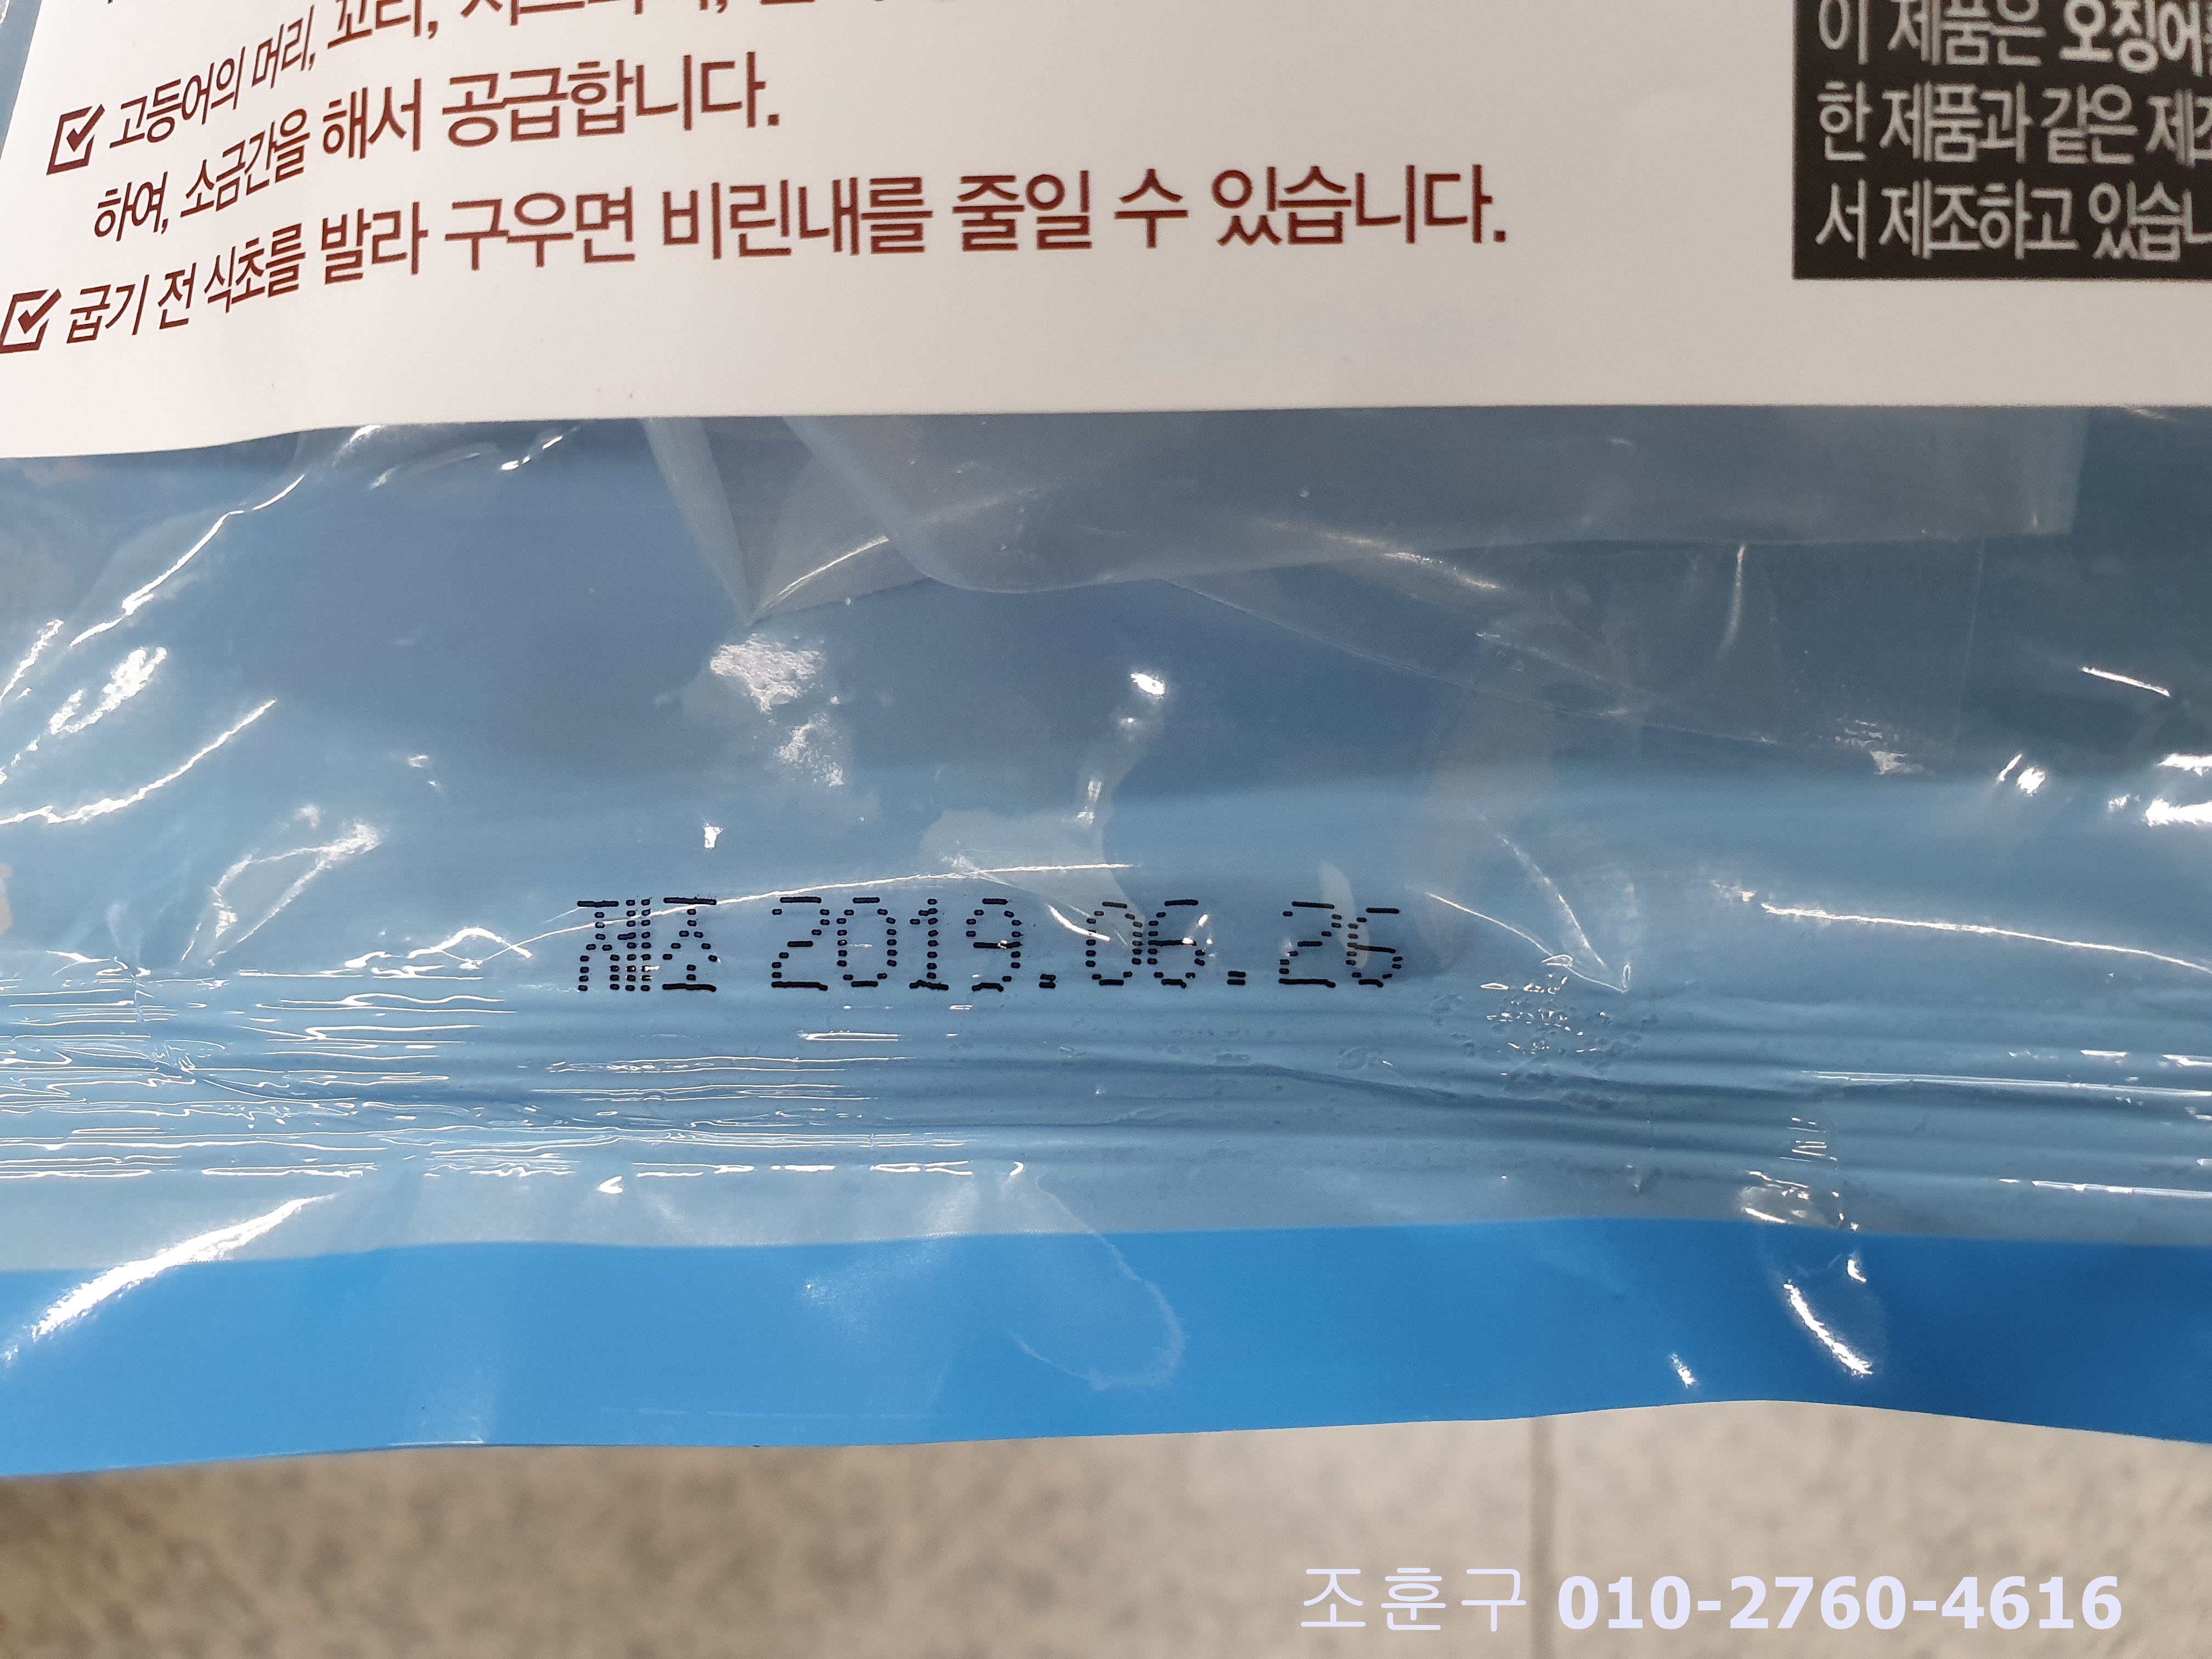 고등어의 머리, 꼬리,
하여, 소금간을 해서 공급합니다.
굽기 전 식초를 발라 구우면 비린내를 줄일 수 있습니다.
이 제품은 오징어
한 제품과 같은
서 제조하고
제조 2019.06.26
조훈구 010-2760-4616